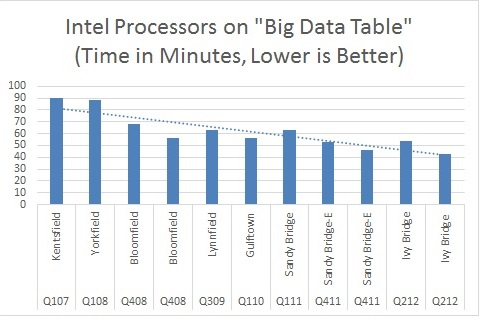 Intel Processors on "Big Data Table"
(Time in Minutes, Lower is Better)
100
90
80
70
60
50
40
30
20
10
0
Kentsfield
Yorkfield
Bloomfield
Bloomfield
Lynnfield
Gulftown
Sandy Bridge
Sandy Bridge-E
Sandy Bridge-E
Ivy Bridge
Ivy Bridge
Q107 Q108 Q408 Q408 Q309 Q110 Q111 Q411 Q411 Q212 Q212